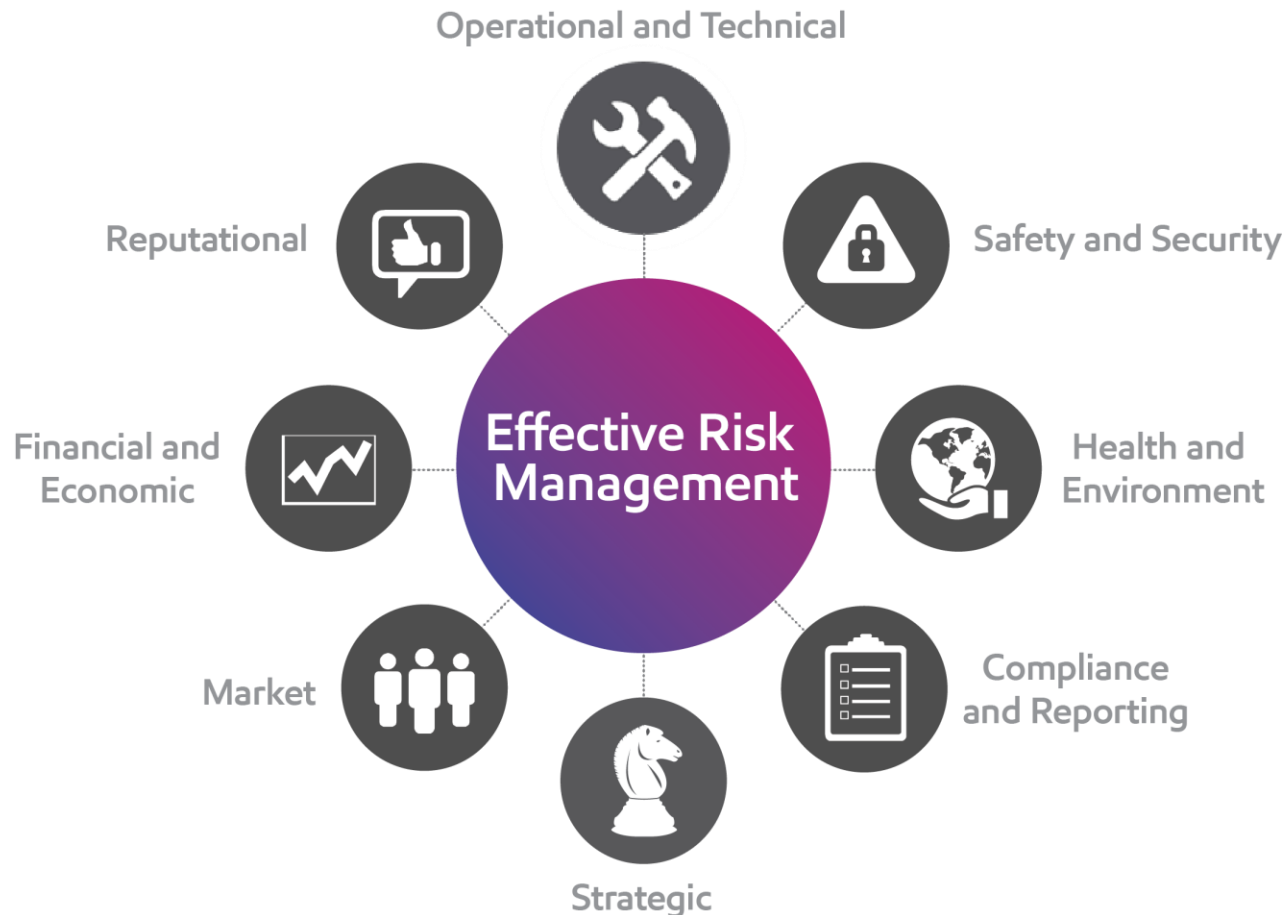 Operational and Technical
Reputational
Safety and Security
Effective Risk
Management
Financial and
Economic
Health and
Environment
Market
Compliance
and Reporting
Strategic